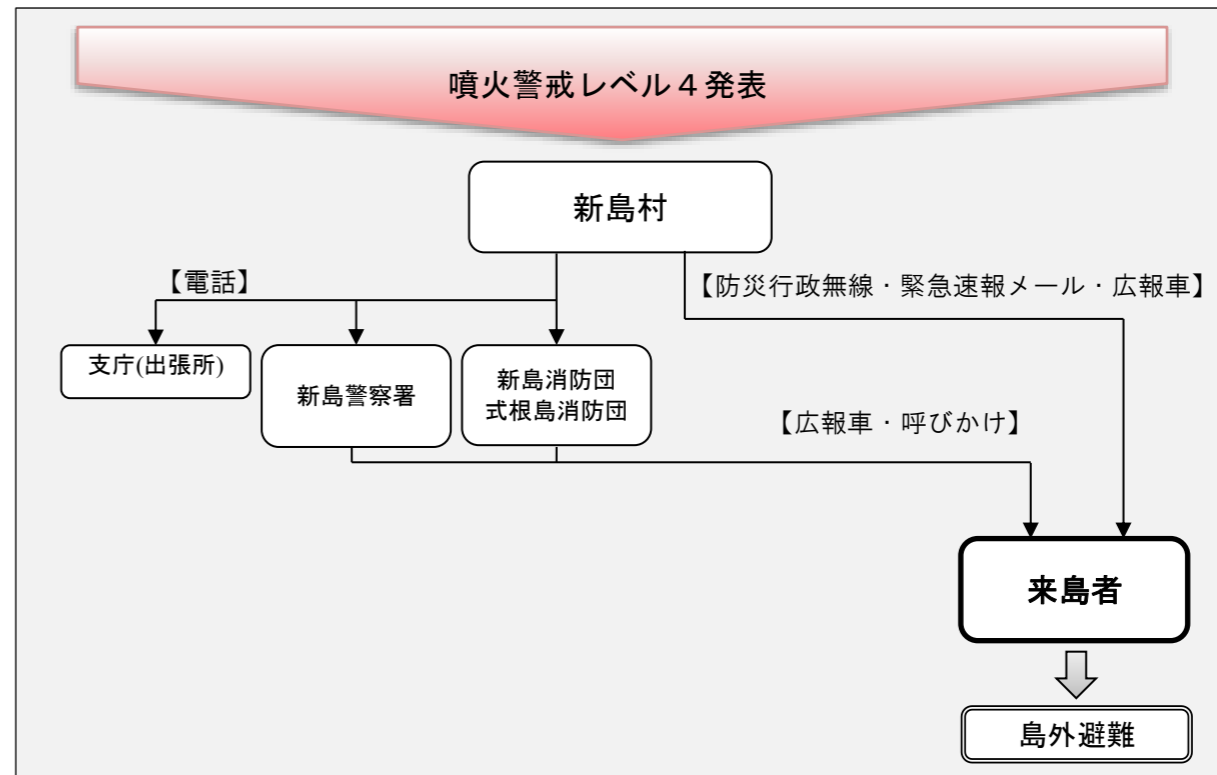 噴火警戒レベル４発表
新島村
【電話】
【防災行政無線・緊急速報メール・広報車】
支庁(出張所)
新島警察署
新島消防団
式根島消防団
【広報車・呼びかけ】
来島者
島外避難